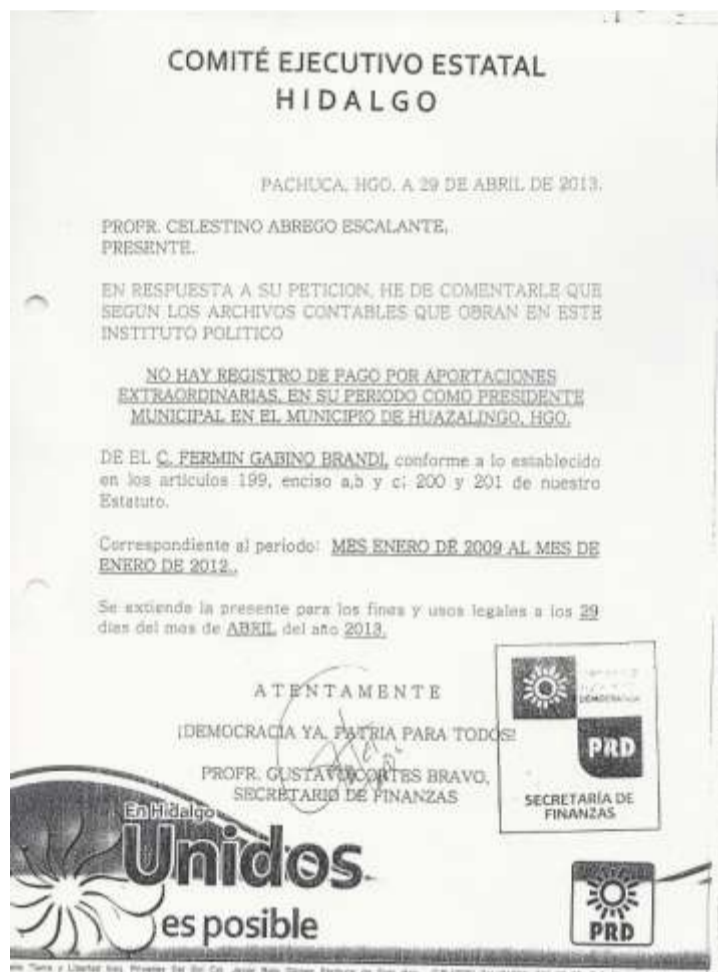 COMITÉ EJECUTIVO ESTATAL
HIDALGO
PACHUCA, HGO. A 29 DE ABRIL DE 2013.
PROFR. CELESTINO ABREGO ESCALANTE,
PRESENTE.
EN RESPUESTA A SU PETICION, HE DE COMENTARLE QUE
SEGÚN LOS ARCHIVOS CONTABLES QUE OBRAN EN ESTE
INSTITUTO POLITICO
NO HAY REGISTRO DE PAGO POR APORTACIONES
EXTRAORDINARIAS, EN SU PERIODO COMO PRESIDENTE
MUNICIPAL EN EL MUNICIPIO DE HUAZALINGO, HGO.
DE EL C. FERMIN GABINO BRANDI, conforme a lo establecido
en los artículos 199, enciso a,b y c; 200 y 201 de nuestro
Estatuto.
Correspondiente al periodo: MES ENERO DE 2009 AL MES DE
ENERO DE 2012..
Se extiende la presente para los fines y usos legales a los 29
días del mes de ABRIL del año 2013.
ATENTAMENTE
¡DEMOCRACIA YA, PATRIA PARA TODOS!
PROFR. GUSTAVO CORTES BRAVO,
SECRETARIO DE FINANZAS
DEMOCRACIA
PRD
SECRETARÍA DE
FINANZAS
En Hidalgo
Unidos
es posible
PRD